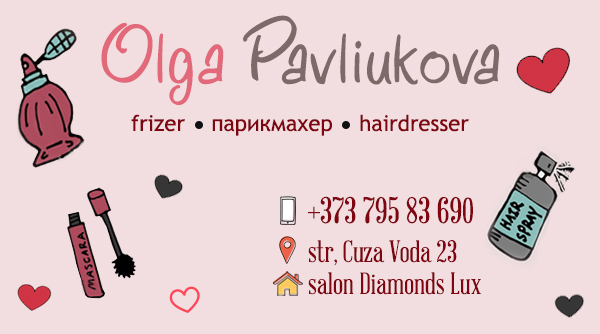 Olga Pavliukova
frizer • парикмахер • hairdresser
+373 795 83 690
str, Cuza Voda 23
salon Diamonds Lux
MASCARA
HAIR
SPRAY